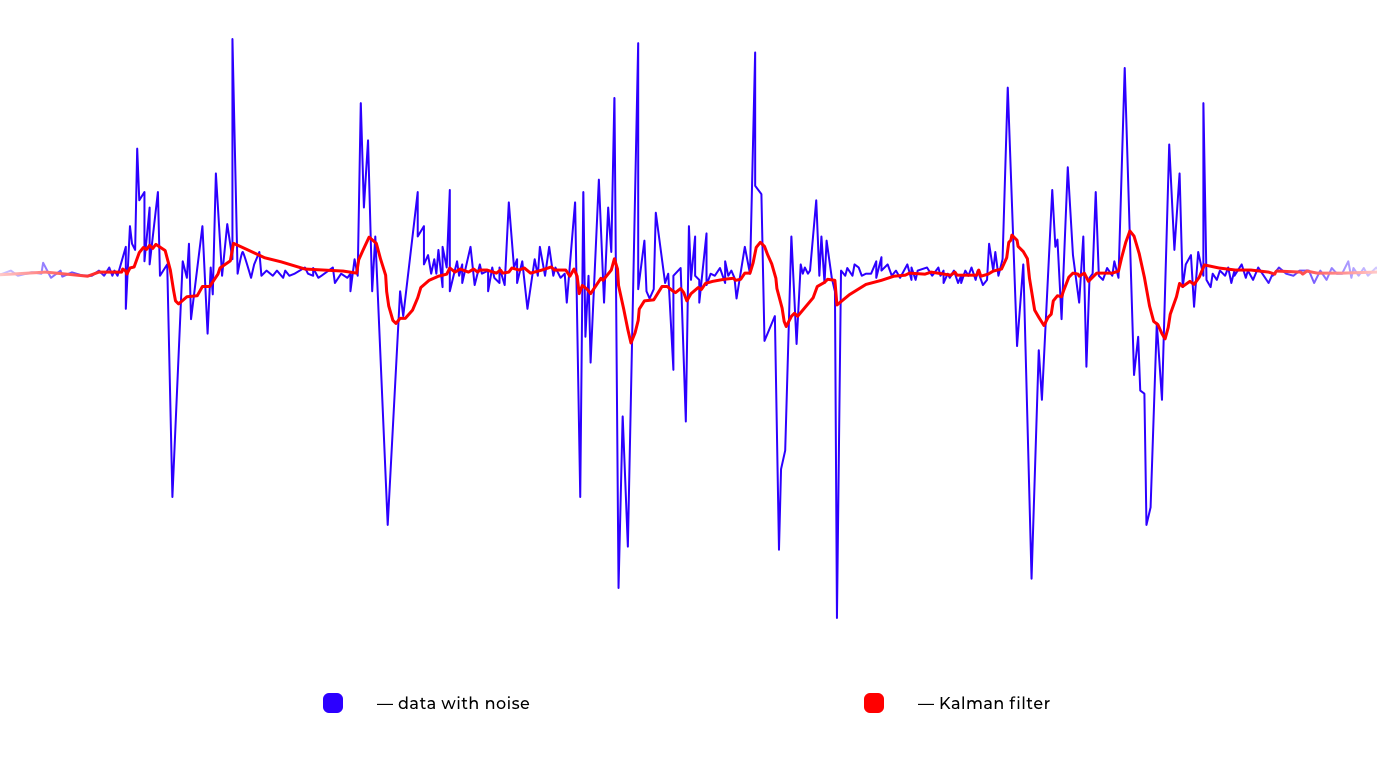 — data with noise
— Kalman filter